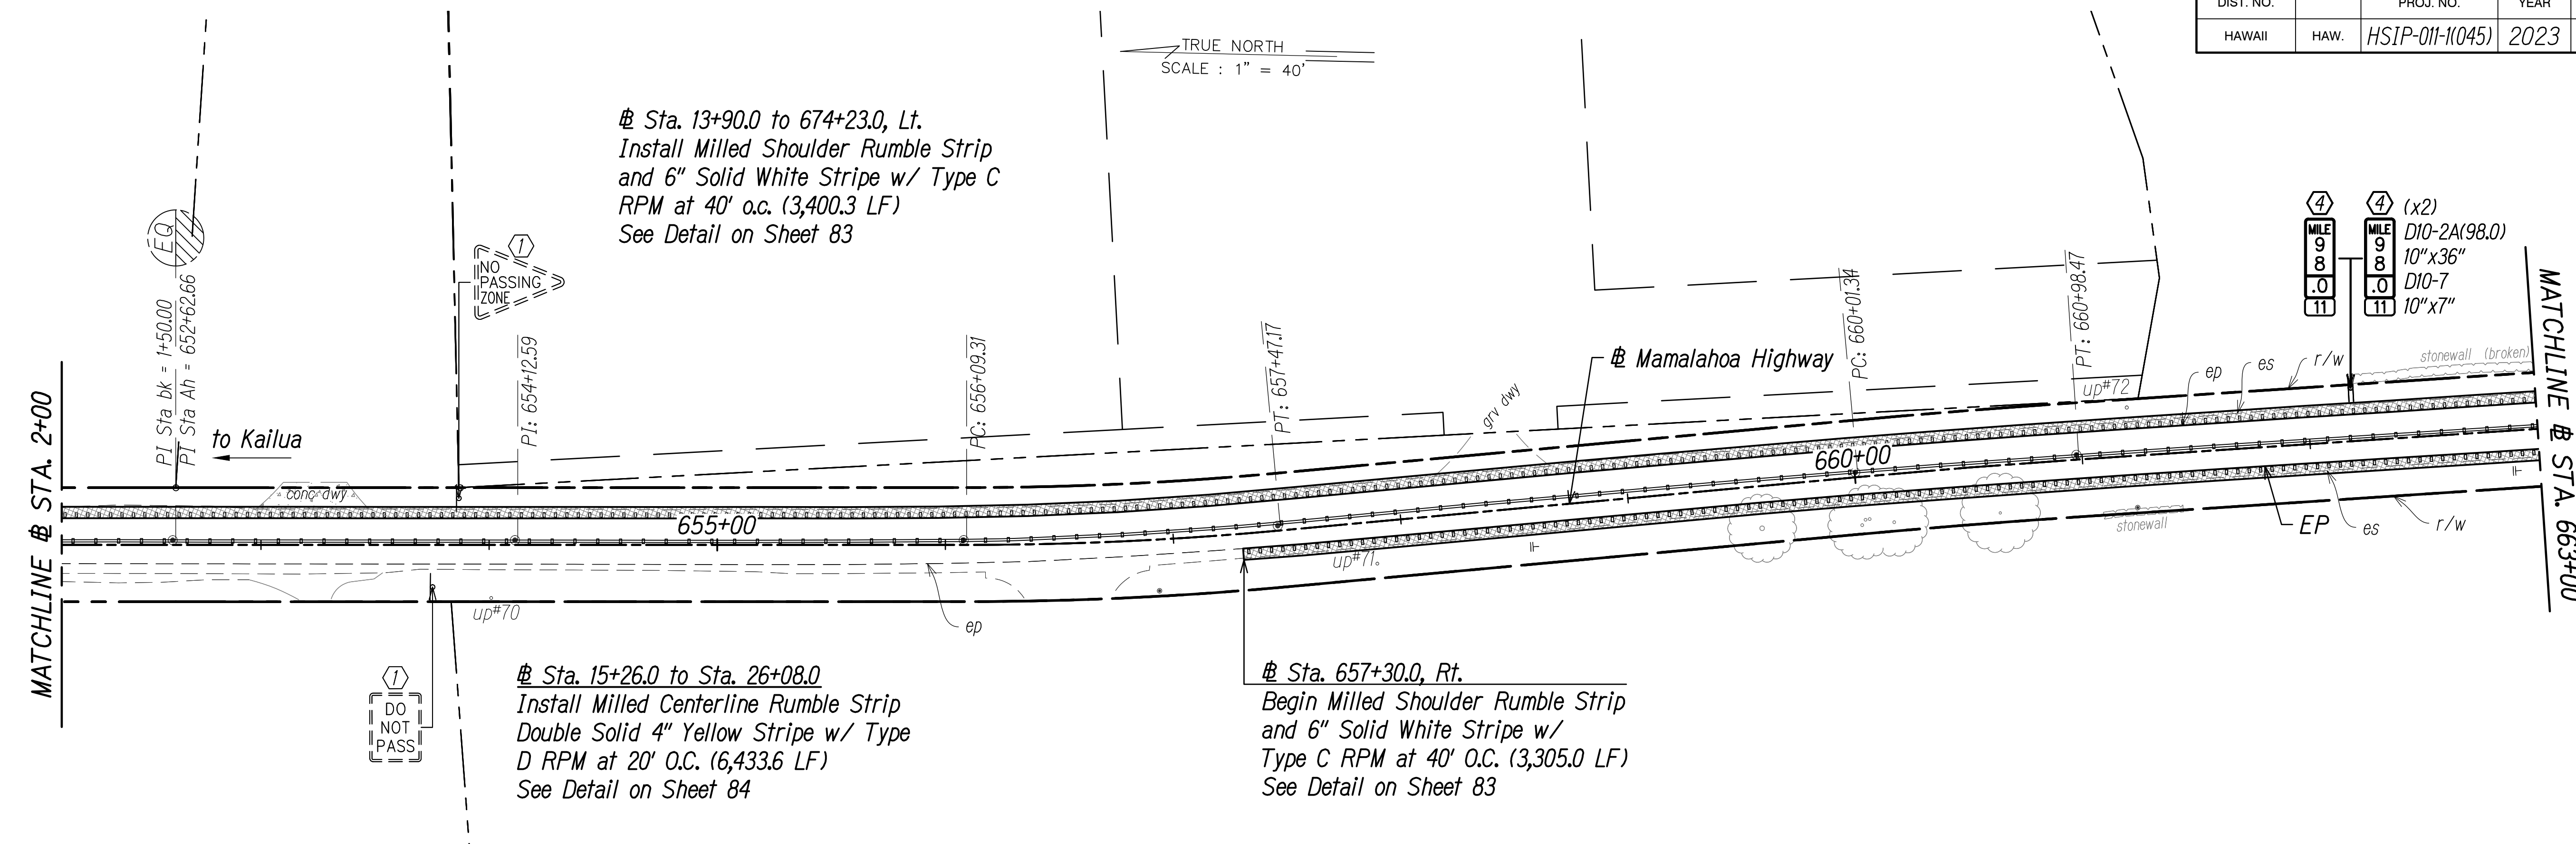 DIST. NO. PROJ. NO. YEAR
HAWAII HAW. HSIP-011-1(045) 2023
TRUE NORTH
SCALE : 1" = 40'
℄ Sta. 13+90.0 to 674+23.0, Lt.
Install Milled Shoulder Rumble Strip
and 6" Solid White Stripe w/ Type C
RPM at 40' o.c. (3,400.3 LF)
See Detail on Sheet 83
EQ
PI Sta bk = 1+50.00
PI Sta Ah = 652+62.66
1
NO
PASSING
ZONE
PI: 654+12.59
PC: 656+09.31
PT: 657+47.17
PC: 660+01.34
PT: 660+98.47
4
MILE
9
8
.0
11
4
MILE
9
8
.0
11
(x2)
D10-2A(98.0)
10"x36"
D10-7
10"x7"
MATCHLINE ℄ STA. 2+00
to Kailua
conc dwy
grv dwy
℄ Mamalahoa Highway
up#72
ep
es
r/w
stonewall (broken)
MATCHLINE ℄ STA. 663+00
655+00
660+00
up#70
ep
up#71
stonewall
EP
es
r/w
1
DO
NOT
PASS
℄ Sta. 15+26.0 to Sta. 26+08.0
Install Milled Centerline Rumble Strip
Double Solid 4" Yellow Stripe w/ Type
D RPM at 20' O.C. (6,433.6 LF)
See Detail on Sheet 84
℄ Sta. 657+30.0, Rt.
Begin Milled Shoulder Rumble Strip
and 6" Solid White Stripe w/
Type C RPM at 40' O.C. (3,305.0 LF)
See Detail on Sheet 83